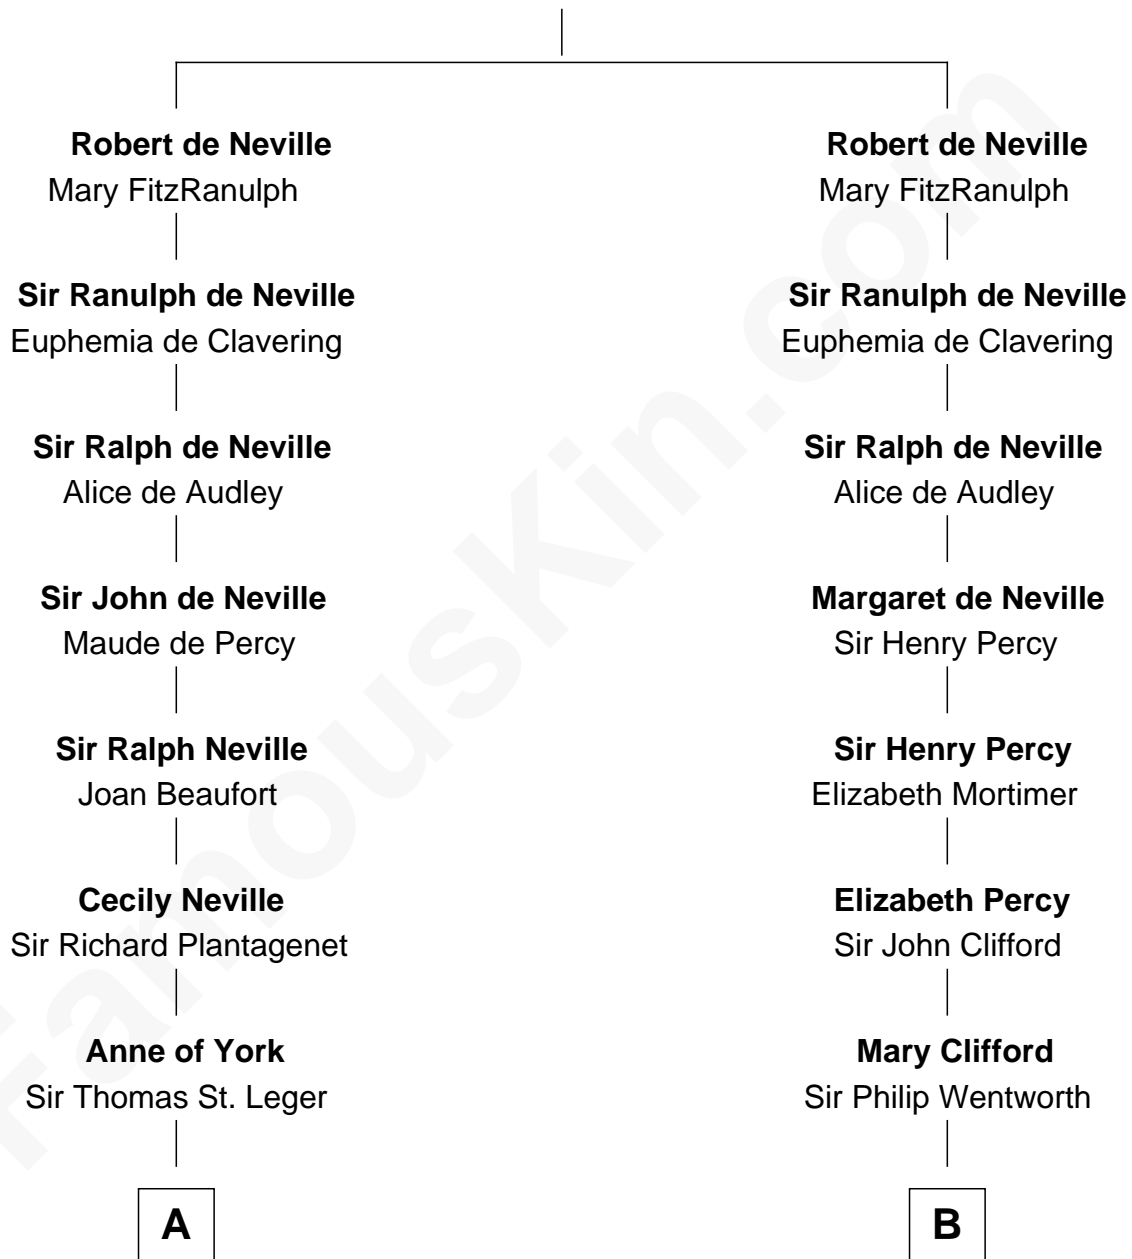 Robert de Neville
Mary FitzRanulph
Sir Ranulph de Neville
Euphemia de Clavering
Sir Ralph de Neville
Alice de Audley
Sir John de Neville
Maude de Percy
Sir Ralph Neville
Joan Beaufort
Cecily Neville
Sir Richard Plantagenet
Anne of York
Sir Thomas St. Leger
A
Robert de Neville
Mary FitzRanulph
Sir Ranulph de Neville
Euphemia de Clavering
Sir Ralph de Neville
Alice de Audley
Margaret de Neville
Sir Henry Percy
Sir Henry Percy
Elizabeth Mortimer
Elizabeth Percy
Sir John Clifford
Mary Clifford
Sir Philip Wentworth
B
FamousKin.com